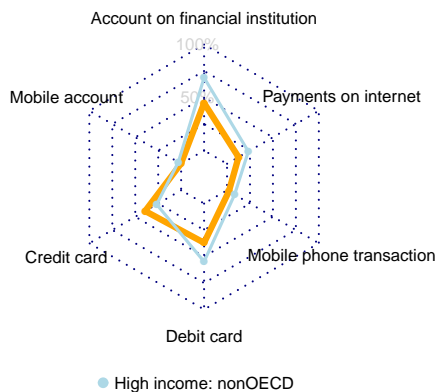 Account on financial institution
100%
50%
Mobile account
Payments on internet
Credit card
Mobile phone transaction
Debit card
High income: nonOECD